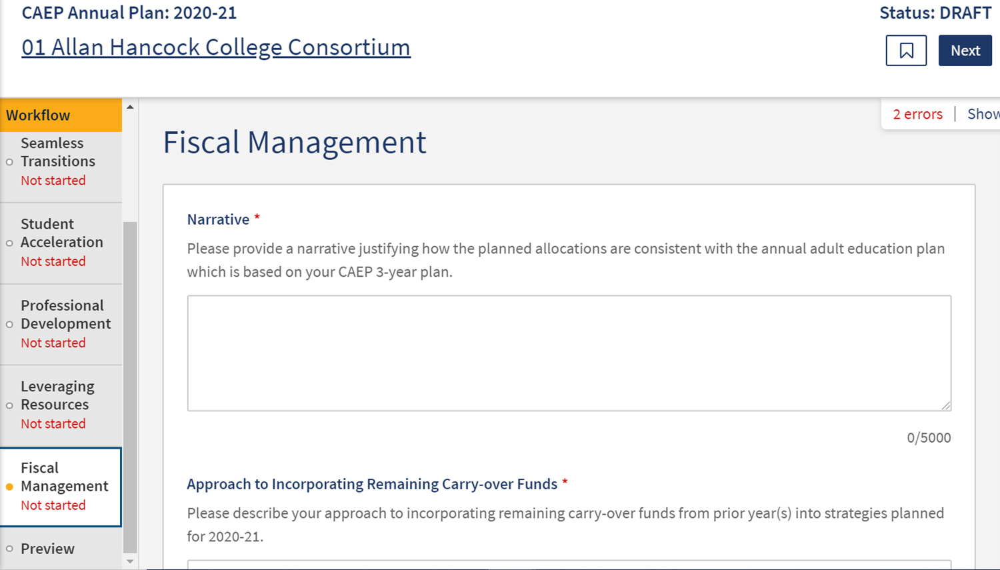 CAEP Annual Plan: 2020-21
Status: DRAFT
01 Allan Hancock College Consortium
Next
Workflow
2 errors | Show
Seamless
Transitions
Not started
Student
Acceleration
Not started
Professional
Development
Not started
Leveraging
Resources
Not started
Fiscal
Management
Not started
Preview
Fiscal Management
Narrative *
Please provide a narrative justifying how the planned allocations are consistent with the annual adult education plan
which is based on your CAEP 3-year plan.
0/5000
Approach to Incorporating Remaining Carry-over Funds *
Please describe your approach to incorporating remaining carry-over funds from prior year(s) into strategies planned
for 2020-21.